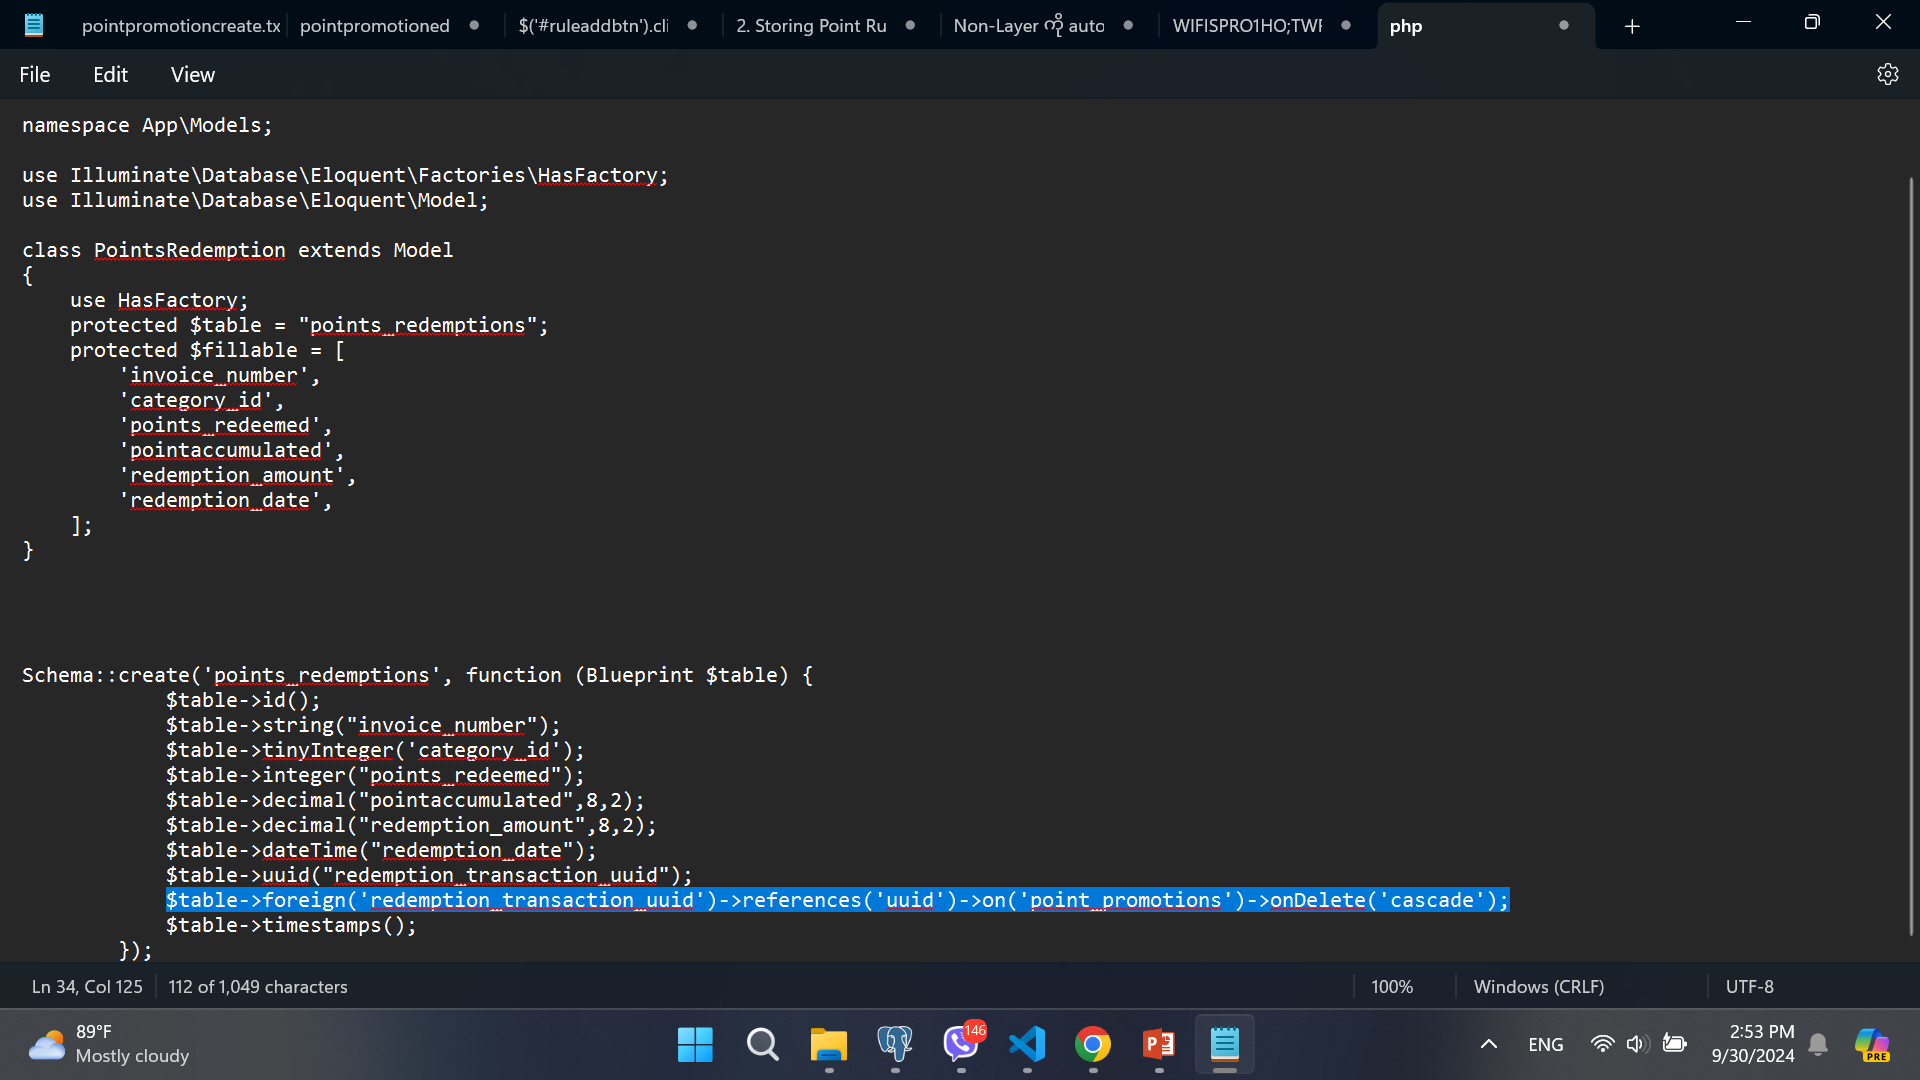 pointpromotioncreate.tx
pointpromotioned
$('#ruleaddbtn').cli
2. Storing Point Ru
Non-Layer ကို auto
WIFISPRO1HO;TWF
php
File
Edit
View
namespace App\Models;
use Illuminate\Database\Eloquent\Factories\HasFactory;
use Illuminate\Database\Eloquent\Model;
class PointsRedemption extends Model
{
use HasFactory;
protected $table = "points_redemptions";
protected $fillable = [
'invoice_number',
'category_id',
'points_redeemed',
'pointaccumulated',
'redemption_amount',
'redemption_date',
];
}
Schema::create('points_redemptions', function (Blueprint $table) {
$table->id();
$table->string("invoice_number");
$table->tinyInteger('category_id');
$table->integer("points_redeemed");
$table->decimal("pointaccumulated",8,2);
$table->decimal("redemption_amount",8,2);
$table->dateTime("redemption_date");
$table->uuid("redemption_transaction_uuid");
$table->foreign('redemption_transaction_uuid')->references('uuid')->on('point_promotions')->onDelete('cascade');
$table->timestamps();
});
Ln 34, Col 125
112 of 1,049 characters
100%
Windows (CRLF)
UTF-8
89°F
Mostly cloudy
146
ENG
2:53 PM
9/30/2024
PRE